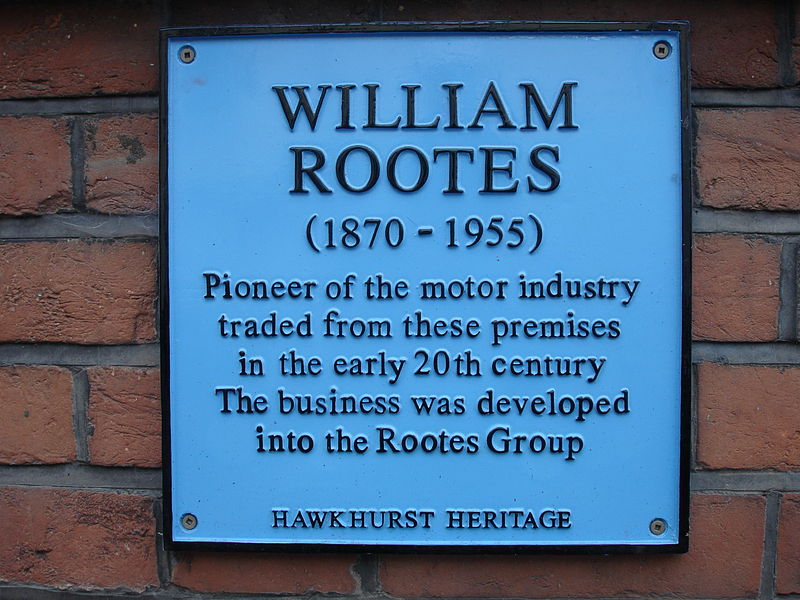 WILLIAM
ROOTES
(1870 - 1955)
Pioneer of the motor industry
traded from these premises
in the early 20th century
The business was developed
into the Rootes Group
HAWKHURST HERITAGE